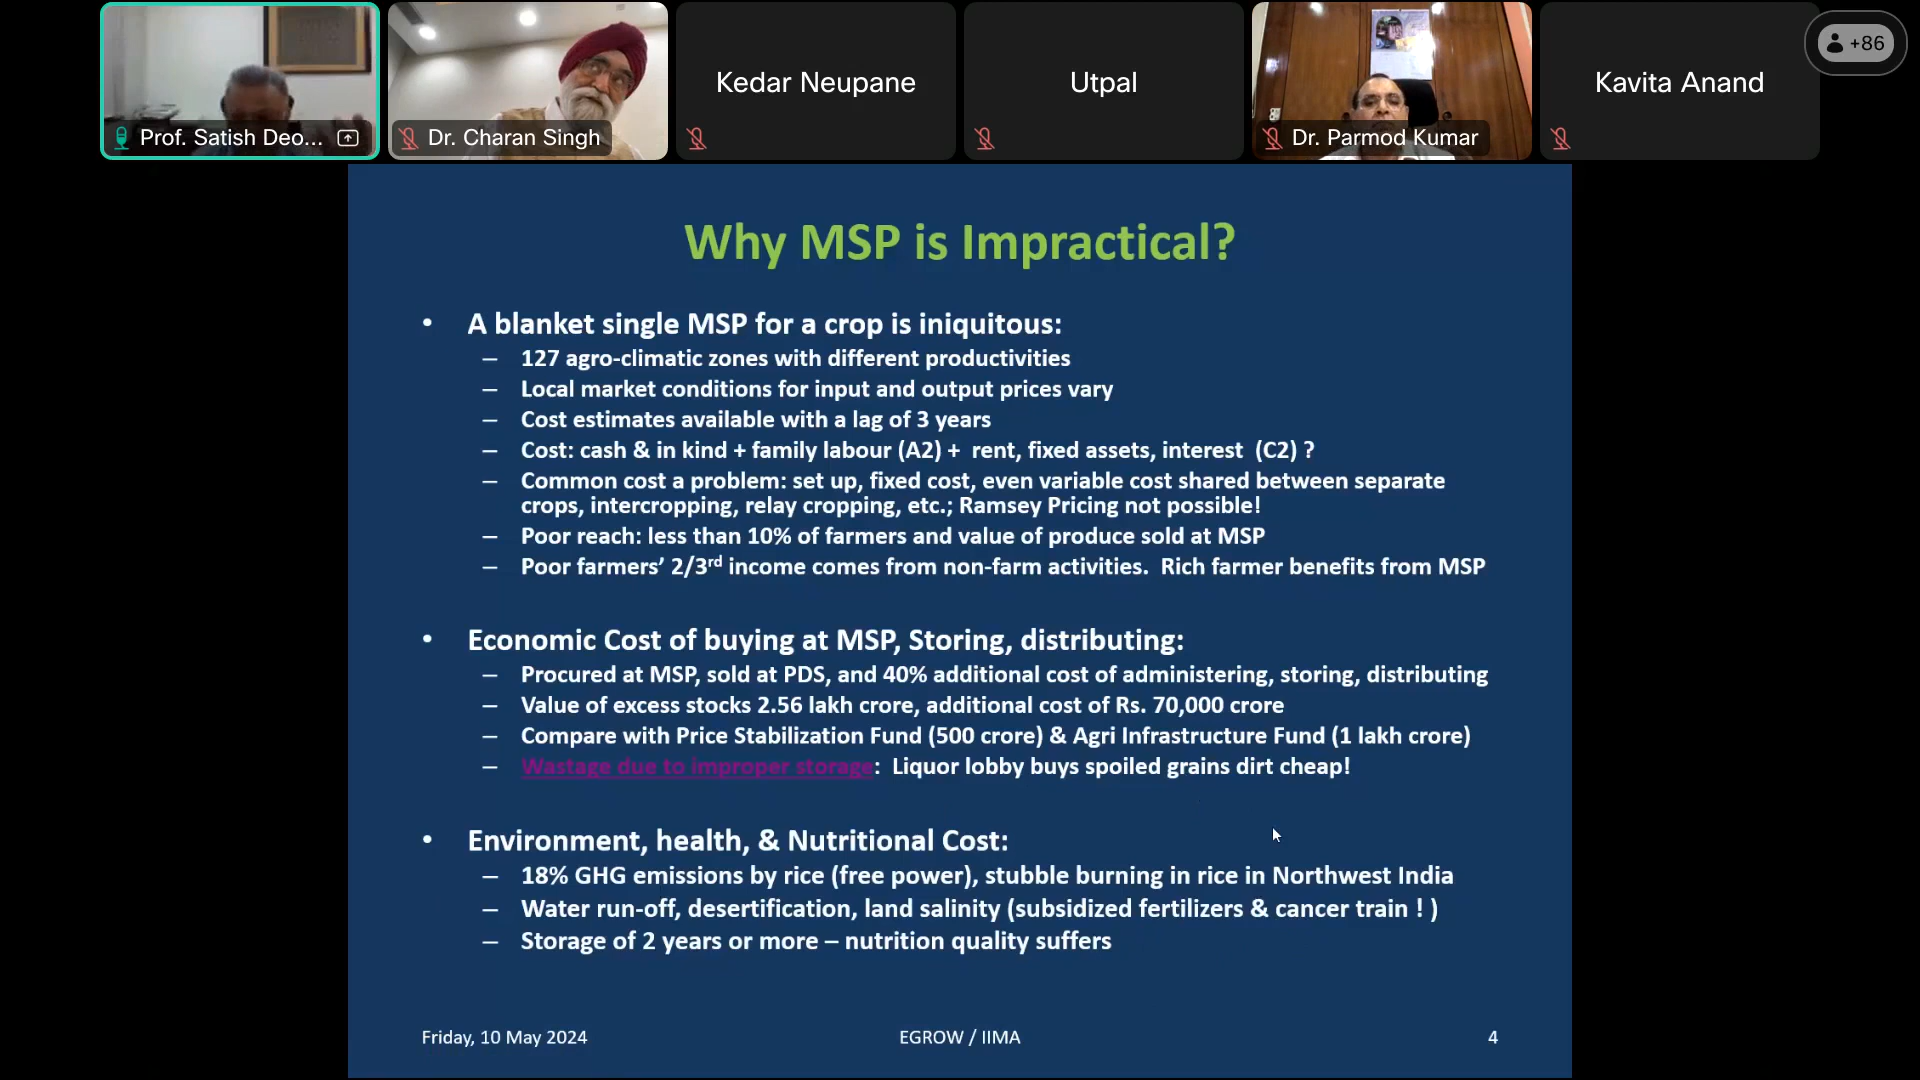 Prof. Satish Deo...
Dr. Charan Singh
Kedar Neupane
Utpal
Dr. Parmod Kumar
Kavita Anand
+86
Why MSP is Impractical?
• A blanket single MSP for a crop is iniquitous:
– 127 agro-climatic zones with different productivities
– Local market conditions for input and output prices vary
– Cost estimates available with a lag of 3 years
– Cost: cash & in kind + family labour (A2) + rent, fixed assets, interest (C2) ?
– Common cost a problem: set up, fixed cost, even variable cost shared between separate
crops, intercropping, relay cropping, etc.; Ramsey Pricing not possible!
– Poor reach: less than 10% of farmers and value of produce sold at MSP
– Poor farmers’ 2/3rd income comes from non-farm activities. Rich farmer benefits from MSP
• Economic Cost of buying at MSP, Storing, distributing:
– Procured at MSP, sold at PDS, and 40% additional cost of administering, storing, distributing
– Value of excess stocks 2.56 lakh crore, additional cost of Rs. 70,000 crore
– Compare with Price Stabilization Fund (500 crore) & Agri Infrastructure Fund (1 lakh crore)
– Wastage due to improper storage: Liquor lobby buys spoiled grains dirt cheap!
• Environment, health, & Nutritional Cost:
– 18% GHG emissions by rice (free power), stubble burning in rice in Northwest India
– Water run-off, desertification, land salinity (subsidized fertilizers & cancer train ! )
– Storage of 2 years or more – nutrition quality suffers
Friday, 10 May 2024
EGROW / IIMA
4